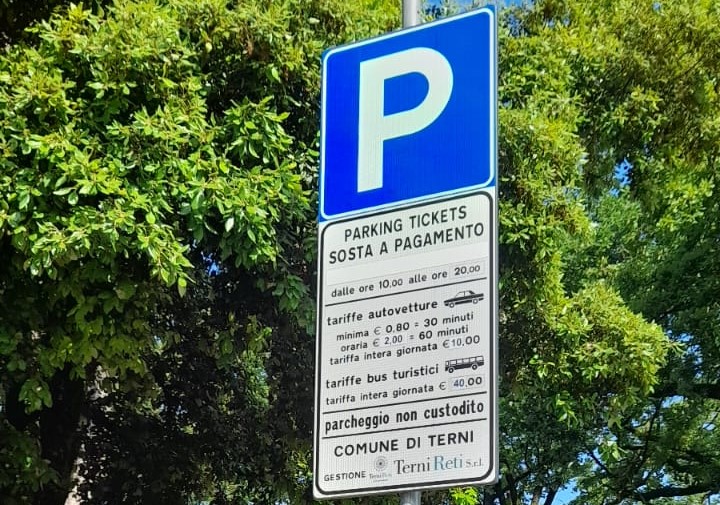 P
PARKING TICKETS
SOSTA A PAGAMENTO
dalle ore 10.00 alle ore 20.00
tariffe autovetture
minima € 0.80 = 30 minuti
oraria € 2.00 = 60 minuti
tariffa intera giornata €10,00
tariffe bus turistici
tariffa intera giornata € 40.00
parcheggio non custodito
COMUNE DI TERNI
GESTIONE TerniReti S.r.l.